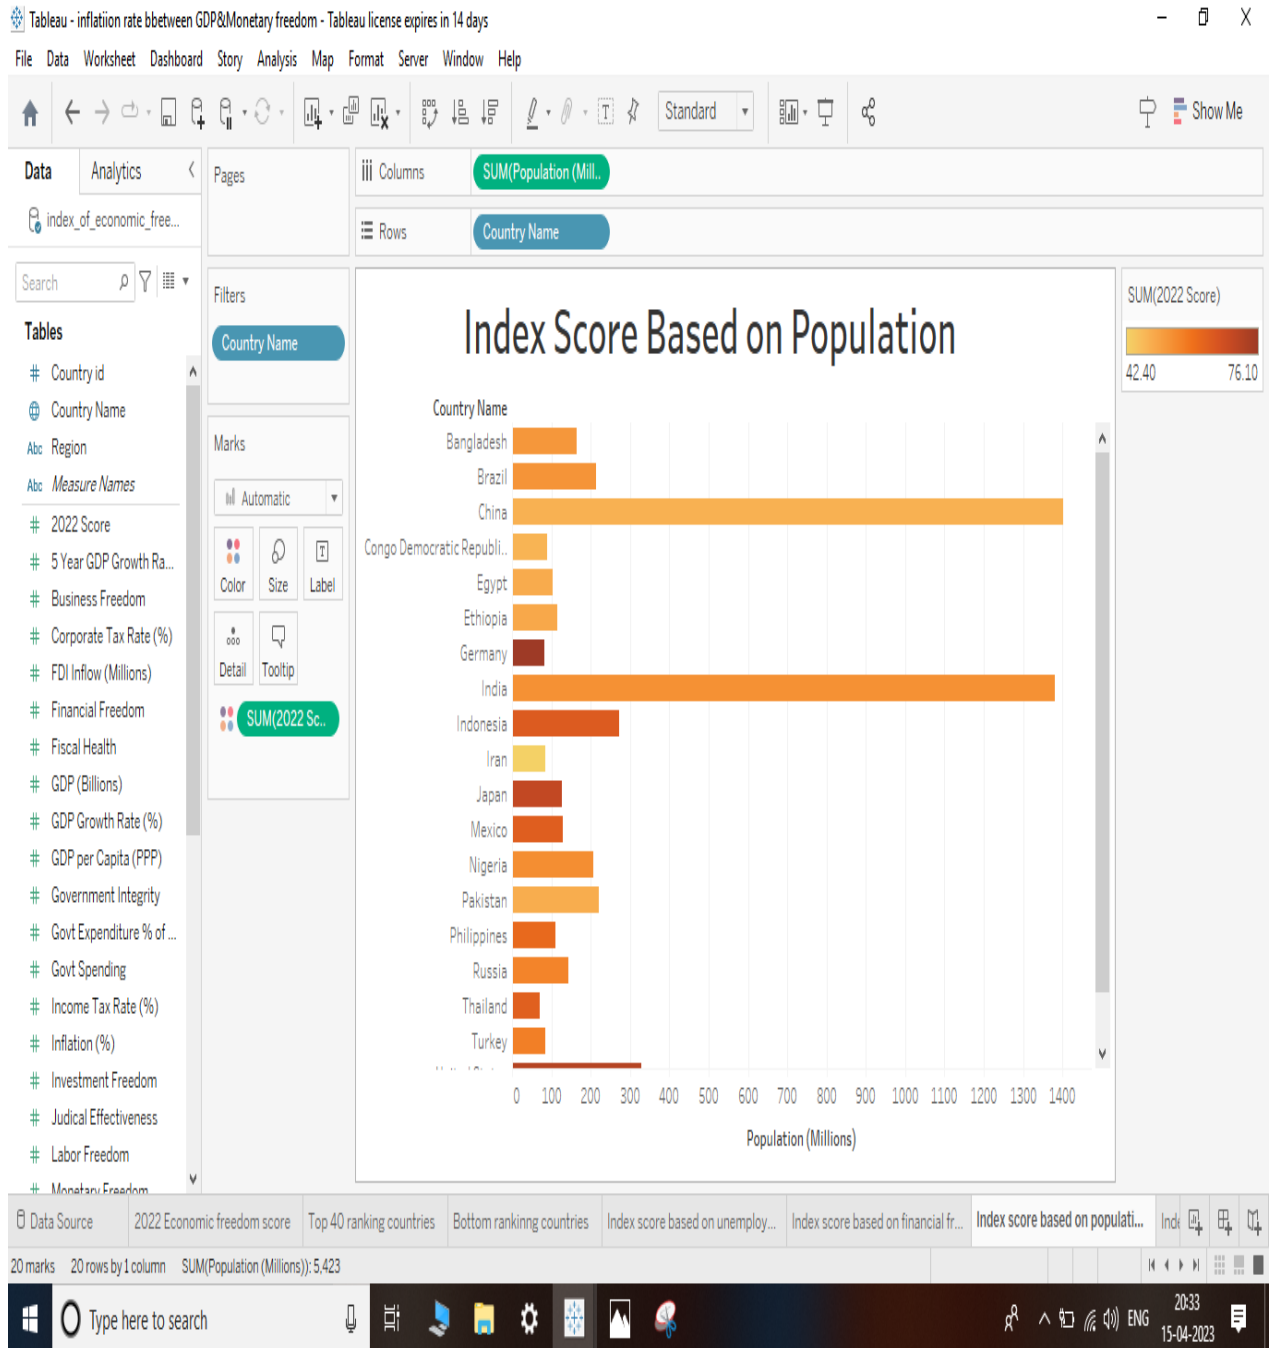 Tableau - inflatiion rate bbetween GDP&Monetary freedom - Tableau license expires in 14 days
File Data Worksheet Dashboard Story Analysis Map Format Server Window Help
Standard
Show Me
Data Analytics
index_of_economic_free...
Search
Tables
Country id
Country Name
Abc Region
Abc Measure Names
2022 Score
5 Year GDP Growth Ra...
Business Freedom
Corporate Tax Rate (%)
FDI Inflow (Millions)
Financial Freedom
Fiscal Health
GDP (Billions)
GDP Growth Rate (%)
GDP per Capita (PPP)
Government Integrity
Govt Expenditure % of ...
Govt Spending
Income Tax Rate (%)
Inflation (%)
Investment Freedom
Judical Effectiveness
Labor Freedom
Monetary Freedom
Pages
Filters
Country Name
Marks
Automatic
Color Size Label
Detail Tooltip
SUM(2022 Sc..
Columns SUM(Population (Mill..
Rows Country Name
Index Score Based on Population
Country Name
Bangladesh
Brazil
China
Congo Democratic Republi..
Egypt
Ethiopia
Germany
India
Indonesia
Iran
Japan
Mexico
Nigeria
Pakistan
Philippines
Russia
Thailand
Turkey
0 100 200 300 400 500 600 700 800 900 1000 1100 1200 1300 1400
Population (Millions)
SUM(2022 Score)
42.40 76.10
Data Source 2022 Economic freedom score Top 40 ranking countries Bottom rankinng countries Index score based on unemploy... Index score based on financial fr... Index score based on populati... Inde
20 marks 20 rows by 1 column SUM(Population (Millions)): 5,423
Type here to search
ENG
20:33
15-04-2023